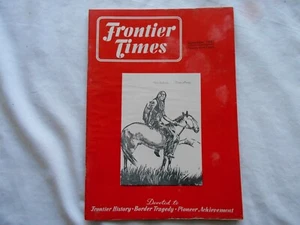 Frontier
Times
Devoted to
Frontier History · Border Tragedy · Pioneer Achievement